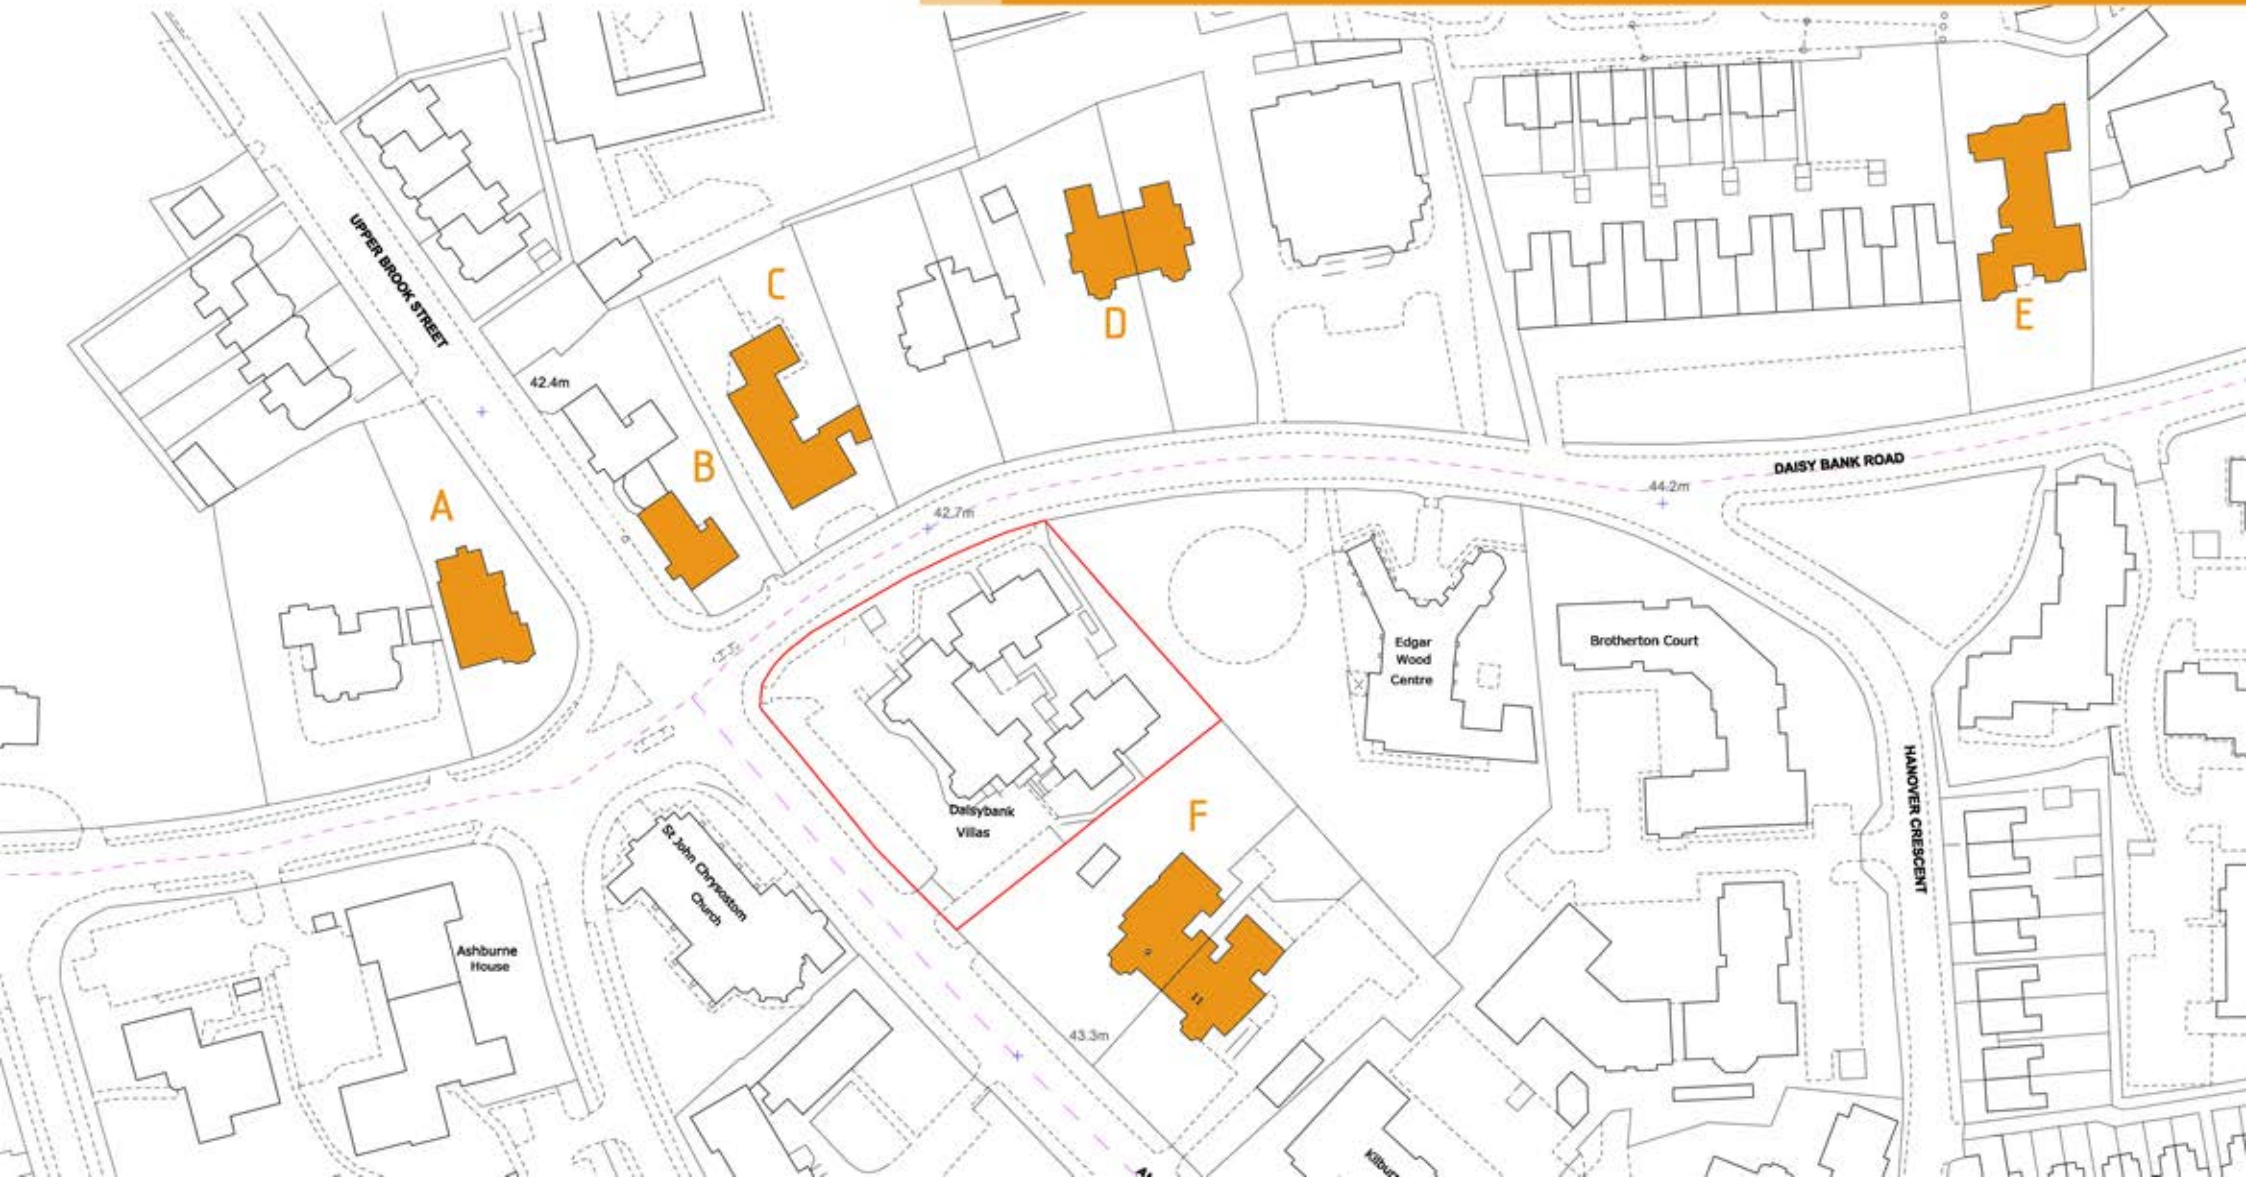 UPPER BROOK STREET
C
D
E
42.4m
B
A
42.7m
44.2m
DAISY BANK ROAD
Edgar
Wood
Centre
Brotherton Court
HANOVER CRESCENT
Daisybank
Villas
F
St John Chrysostom
Church
Ashburne
House
9
11
43.3m